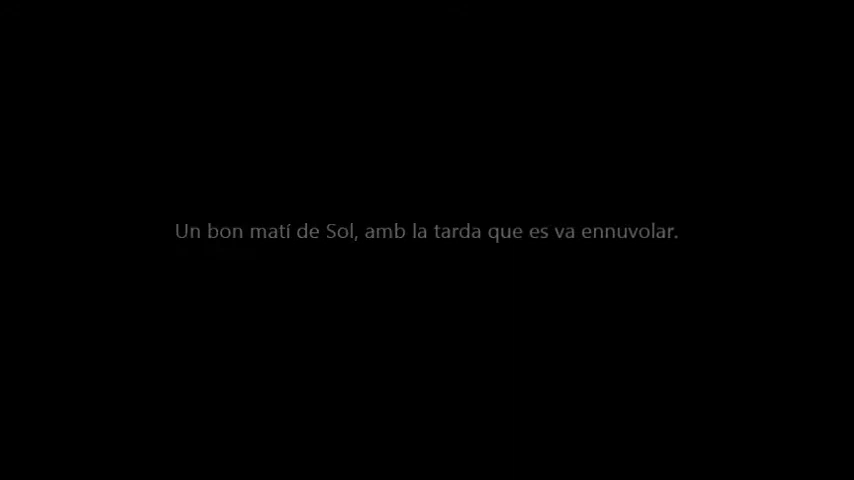 Un bon matí de Sol, amb la tarda que es va ennuvolar.